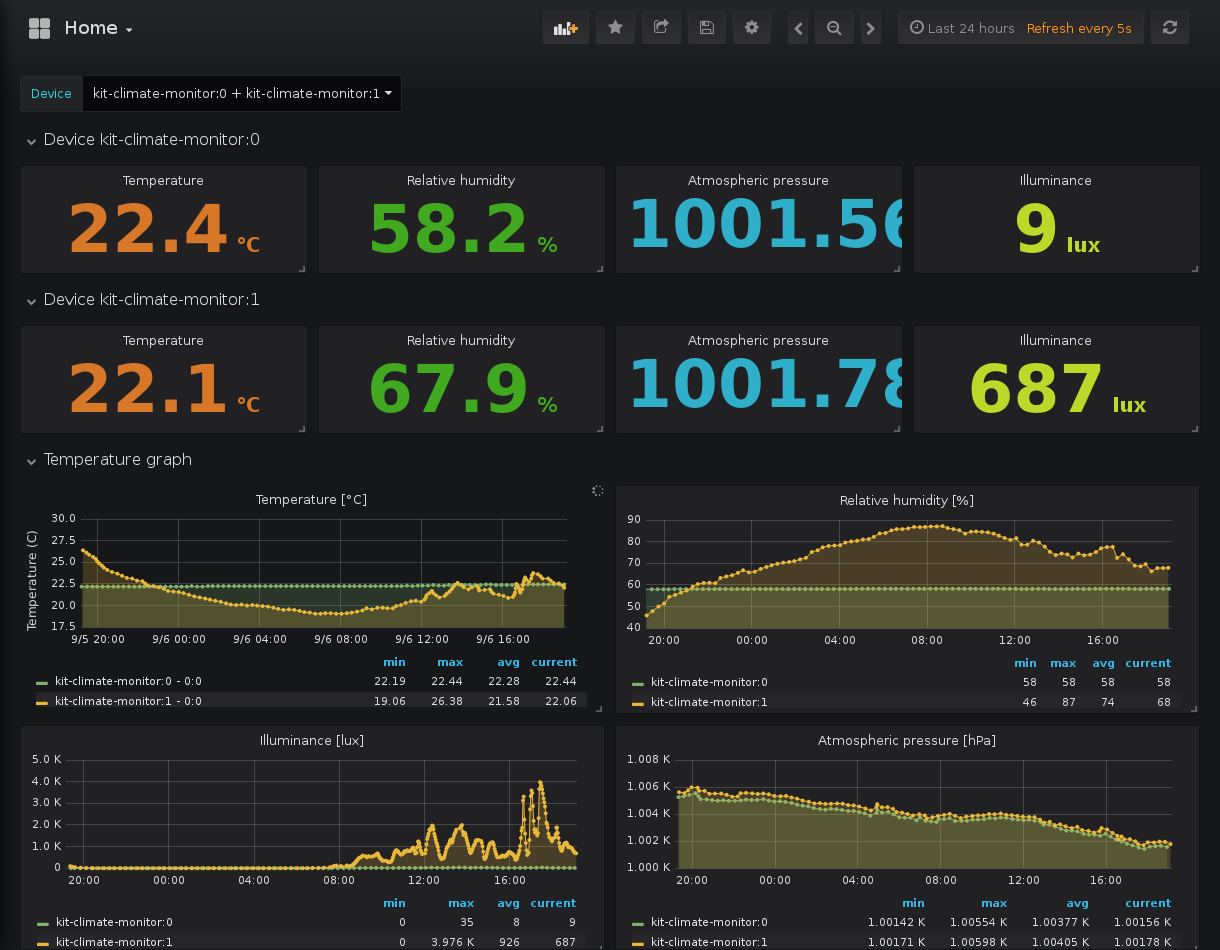 Home
Last 24 hours Refresh every 5s
Device kit-climate-monitor:0 + kit-climate-monitor:1
Device kit-climate-monitor:0
Temperature Relative humidity Atmospheric pressure Illuminance
22.4 °C 58.2 % 1001.56 9 lux
Device kit-climate-monitor:1
Temperature Relative humidity Atmospheric pressure Illuminance
22.1 °C 67.9 % 1001.78 687 lux
Temperature graph
Temperature [°C]
Temperature (C)
30.0
27.5
25.0
22.5
20.0
17.5
9/5 20:00 9/6 00:00 9/6 04:00 9/6 08:00 9/6 12:00 9/6 16:00
min max avg current
kit-climate-monitor:0 - 0:0 22.19 22.44 22.28 22.44
kit-climate-monitor:1 - 0:0 19.06 26.38 21.58 22.06
Relative humidity [%]
90
80
70
60
50
40
20:00 00:00 04:00 08:00 12:00 16:00
min max avg current
kit-climate-monitor:0 58 58 58 58
kit-climate-monitor:1 46 87 74 68
Illuminance [lux]
5.0 K
4.0 K
3.0 K
2.0 K
1.0 K
0
20:00 00:00 04:00 08:00 12:00 16:00
min max avg current
kit-climate-monitor:0 0 35 8 9
kit-climate-monitor:1 0 3.976 K 926 687
Atmospheric pressure [hPa]
1.008 K
1.006 K
1.004 K
1.002 K
1.000 K
20:00 00:00 04:00 08:00 12:00 16:00
min max avg current
kit-climate-monitor:0 1.00142 K 1.00554 K 1.00377 K 1.00156 K
kit-climate-monitor:1 1.00171 K 1.00598 K 1.00405 K 1.00178 K